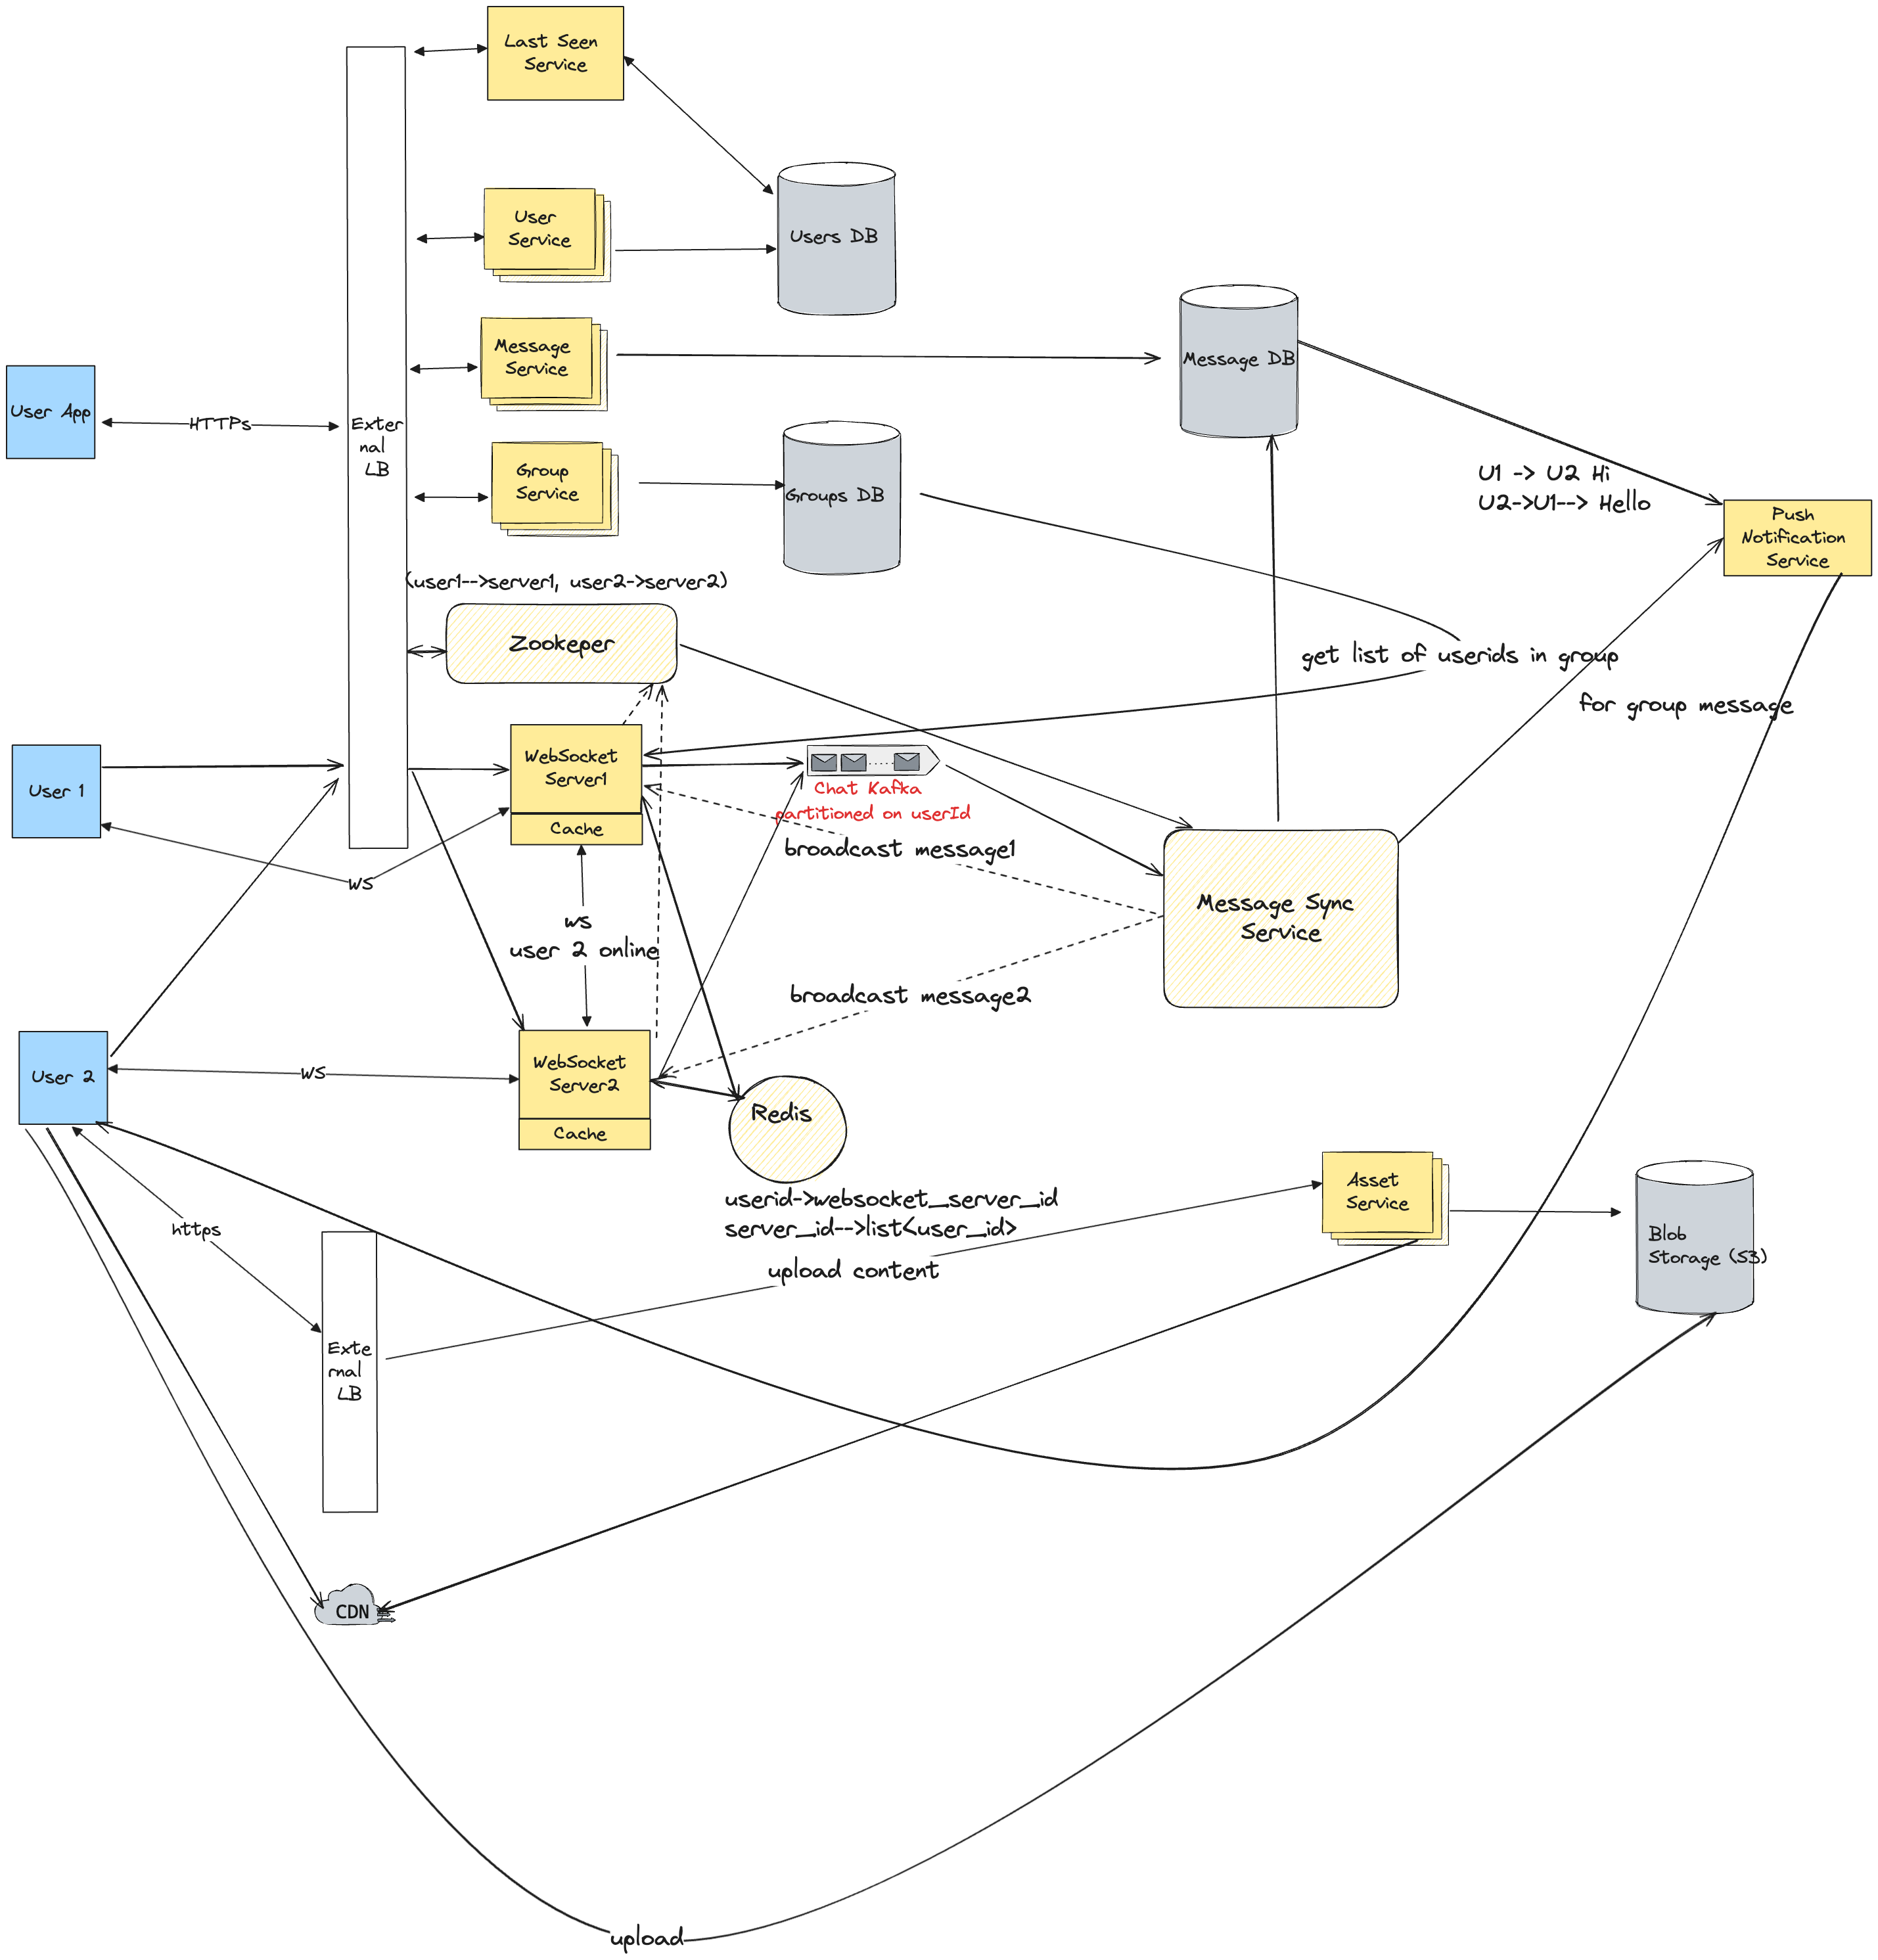 Last Seen
Service
User
Service
Users DB
Message
Service
Message DB
User App
HTTPs
Exter
nal
LB
Group
Service
Groups DB
U1 -> U2 Hi
U2->U1--> Hello
Push
Notification
Service
(user1-->server1, user2->server2)
Zookeper
get list of userids in group
for group message
User 1
WebSocket
Server1
Cache
Chat Kafka
partitioned on userId
broadcast message1
WS
Message Sync
Service
ws
user 2 online
broadcast message2
User 2
WS
WebSocket
Server2
Cache
Redis
userid->websocket_server_id
server_id-->list<user_id>
Asset
Service
Blob
Storage (S3)
https
upload content
Exte
rnal
LB
CDN
upload